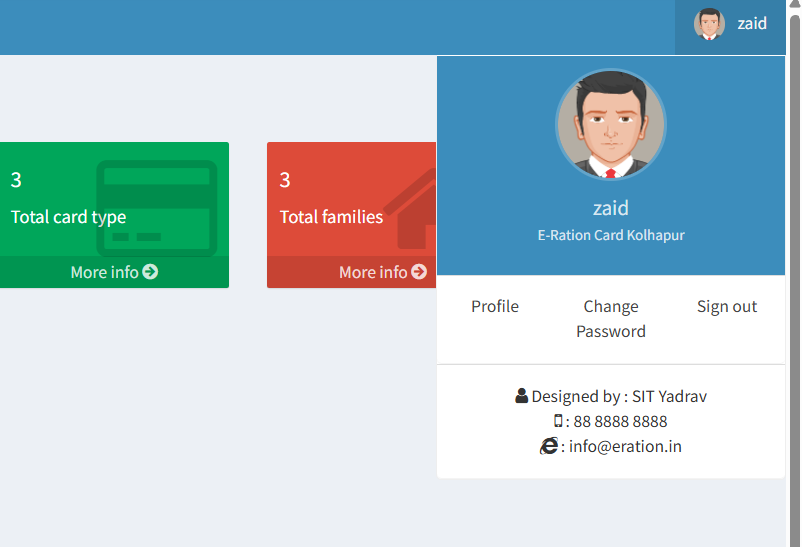 zaid
3
Total card type
More info
3
Total families
More info
zaid
E-Ration Card Kolhapur
Profile
Change
Password
Sign out
Designed by : SIT Yadrav
: 88 8888 8888
: info@eration.in